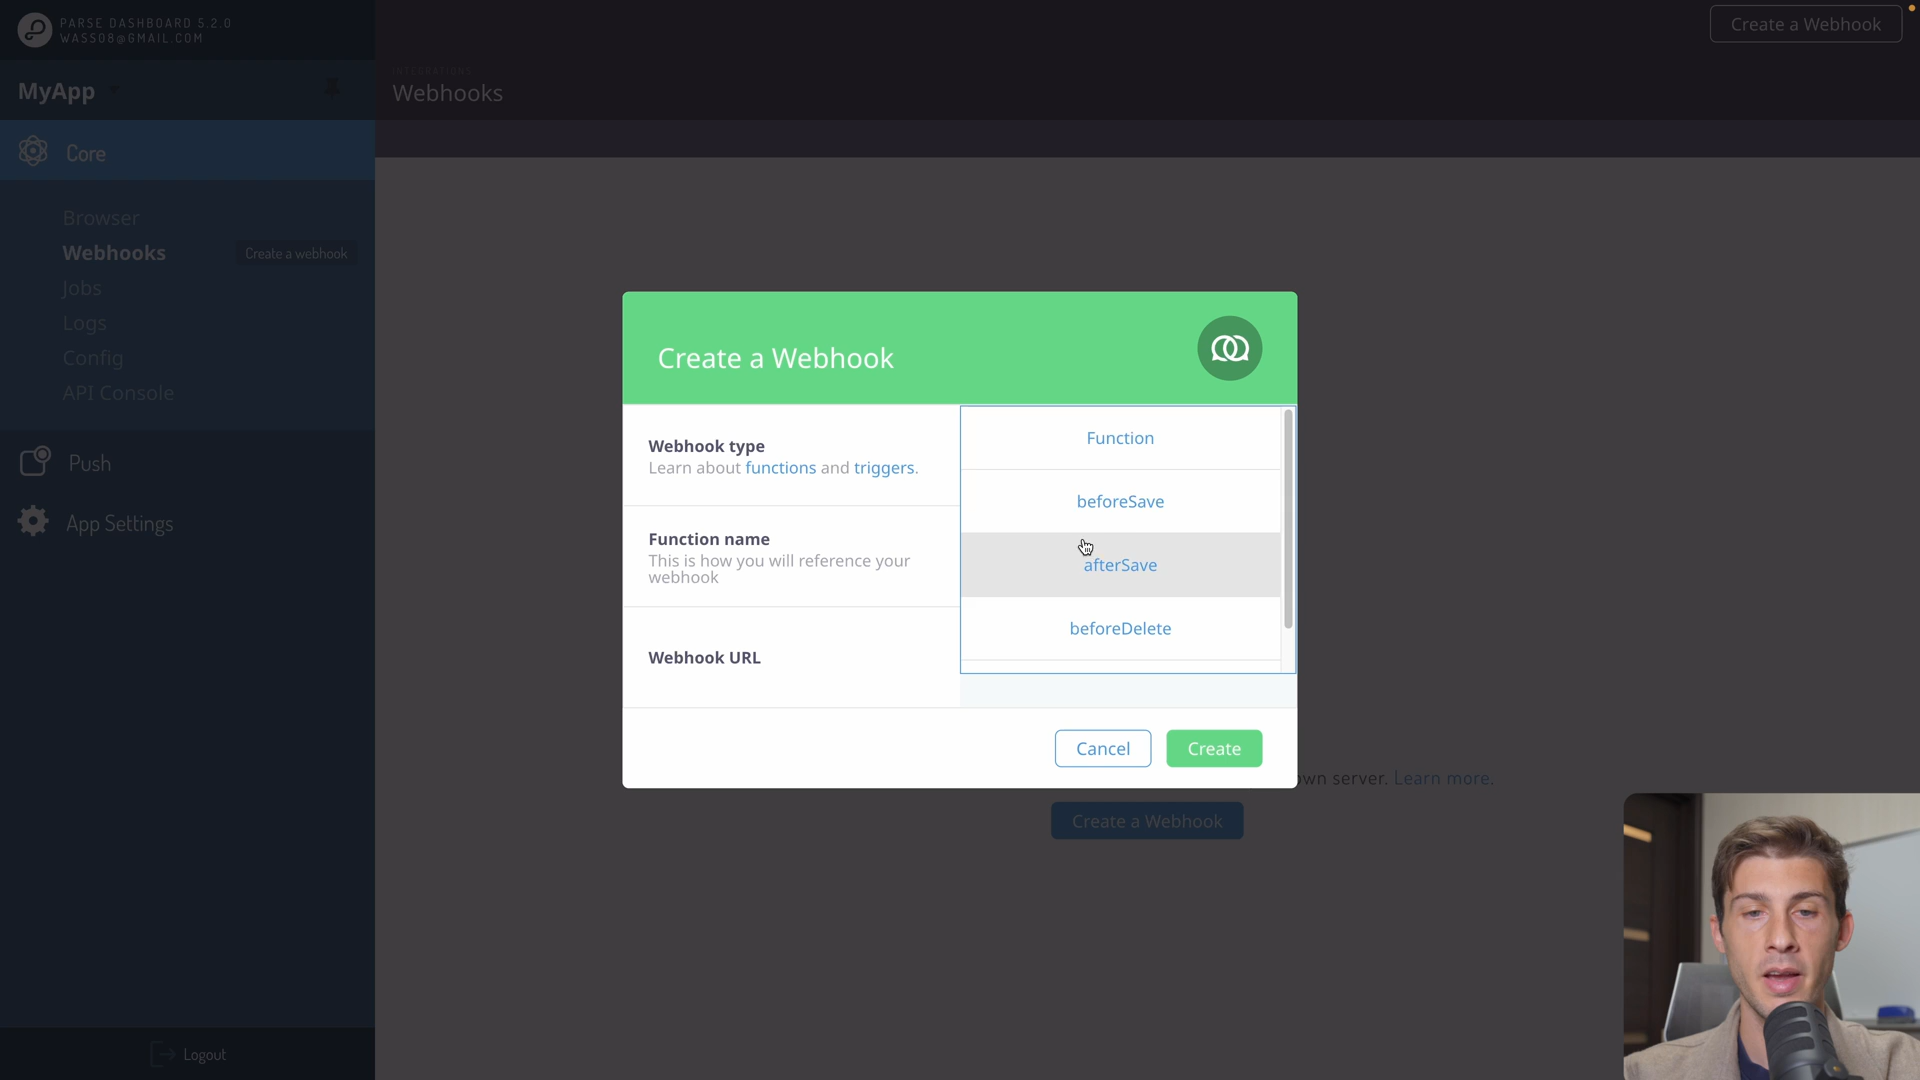 PARSE DASHBOARD 5.2.0
WASS08@GMAIL.COM
Create a Webhook
MyApp
INTEGRATIONS
Webhooks
Core
Browser
Webhooks
Create a webhook
Jobs
Logs
Config
API Console
Push
App Settings
Logout
Create a Webhook
Webhook type
Learn about functions and triggers.
Function name
This is how you will reference your
webhook
Webhook URL
Function
beforeSave
afterSave
beforeDelete
Cancel
Create
own server. Learn more.
Create a Webhook